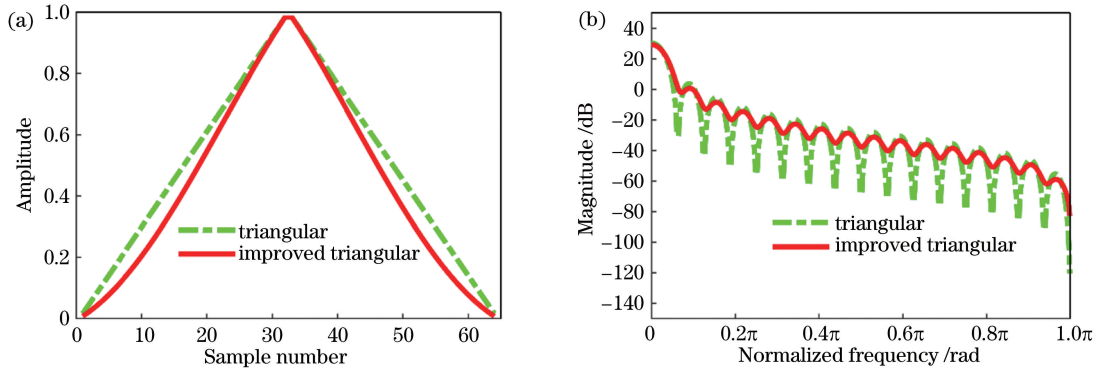 (a)
1.0
0.8
0.6
0.4
0.2
0
Amplitude
triangular
improved triangular
0 10 20 30 40 50 60
Sample number
(b)
40
20
0
−20
−40
−60
−80
−100
−120
−140
Magnitude /dB
triangular
improved triangular
0 0.2π 0.4π 0.6π 0.8π 1.0π
Normalized frequency /rad